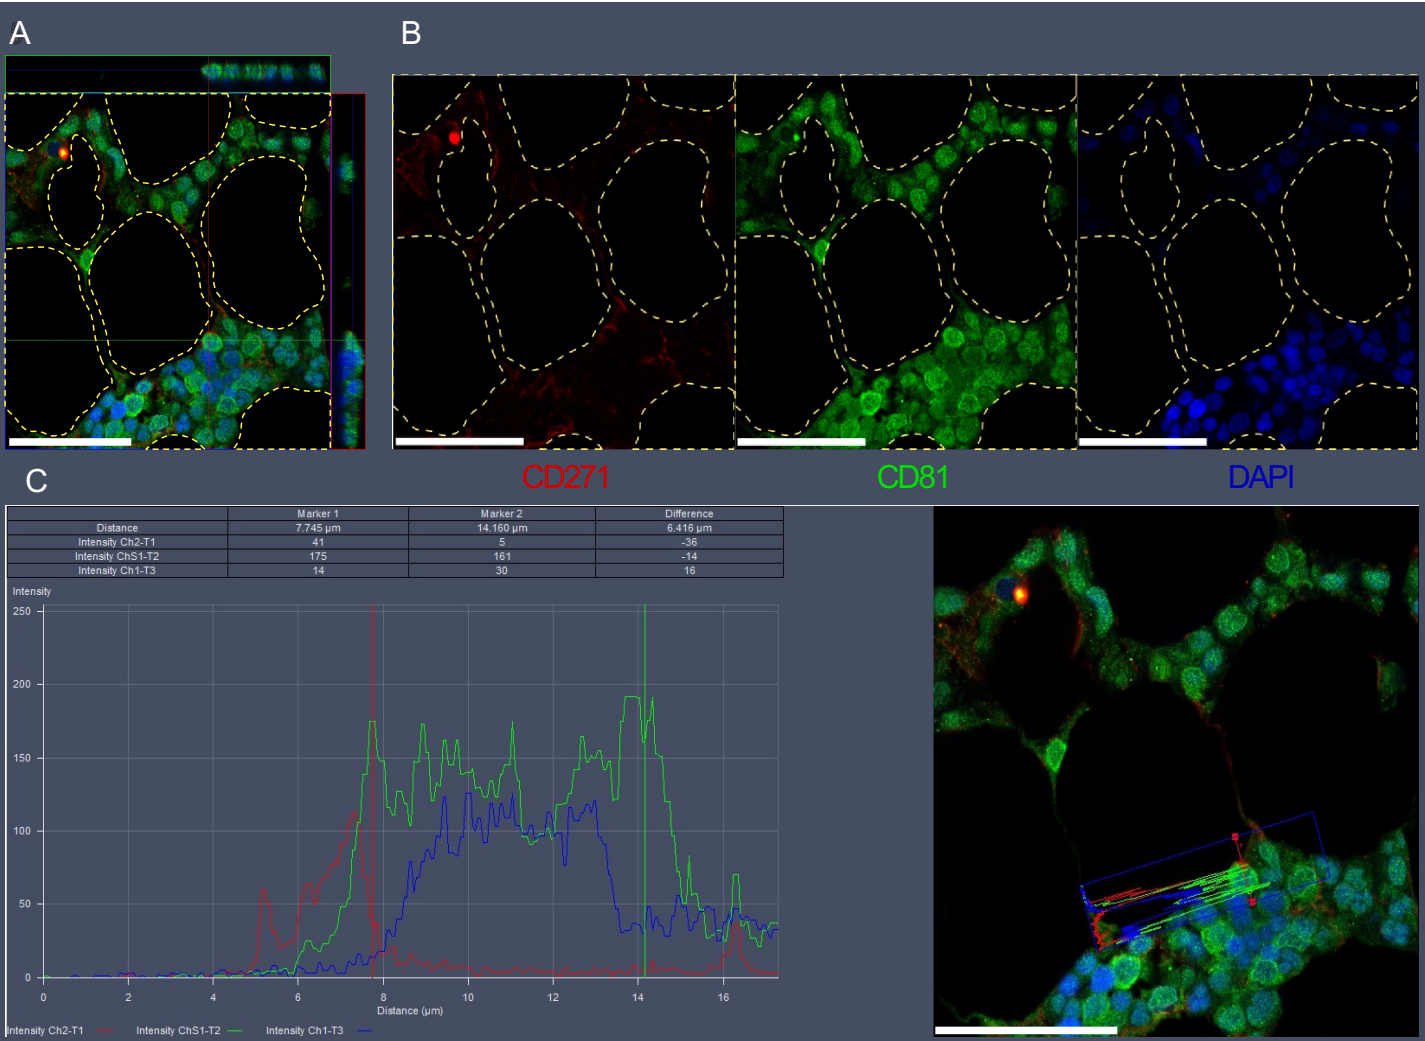 A
B
CD271
CD81
DAPI
C
Marker 1 Marker 2 Difference
Distance 7.745 µm 14.160 µm 6.416 µm
Intensity Ch2-T1 41 5 -36
Intensity ChS1-T2 175 161 -14
Intensity Ch1-T3 14 30 16
Intensity
250
200
150
100
50
0
0 2 4 6 8 10 12 14 16
Distance (µm)
Intensity Ch2-T1 Intensity ChS1-T2 Intensity Ch1-T3